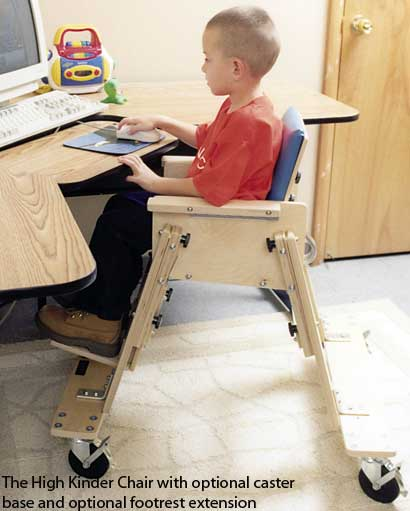 The High Kinder Chair with optional caster
base and optional footrest extension